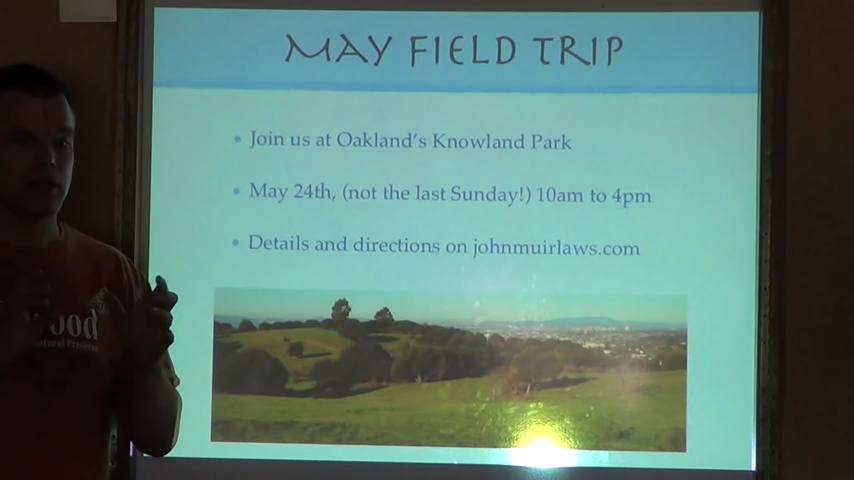 MAY FIELD TRIP
Join us at Oakland's Knowland Park
May 24th, (not the last Sunday!) 10am to 4pm
Details and directions on johnmuirlaws.com